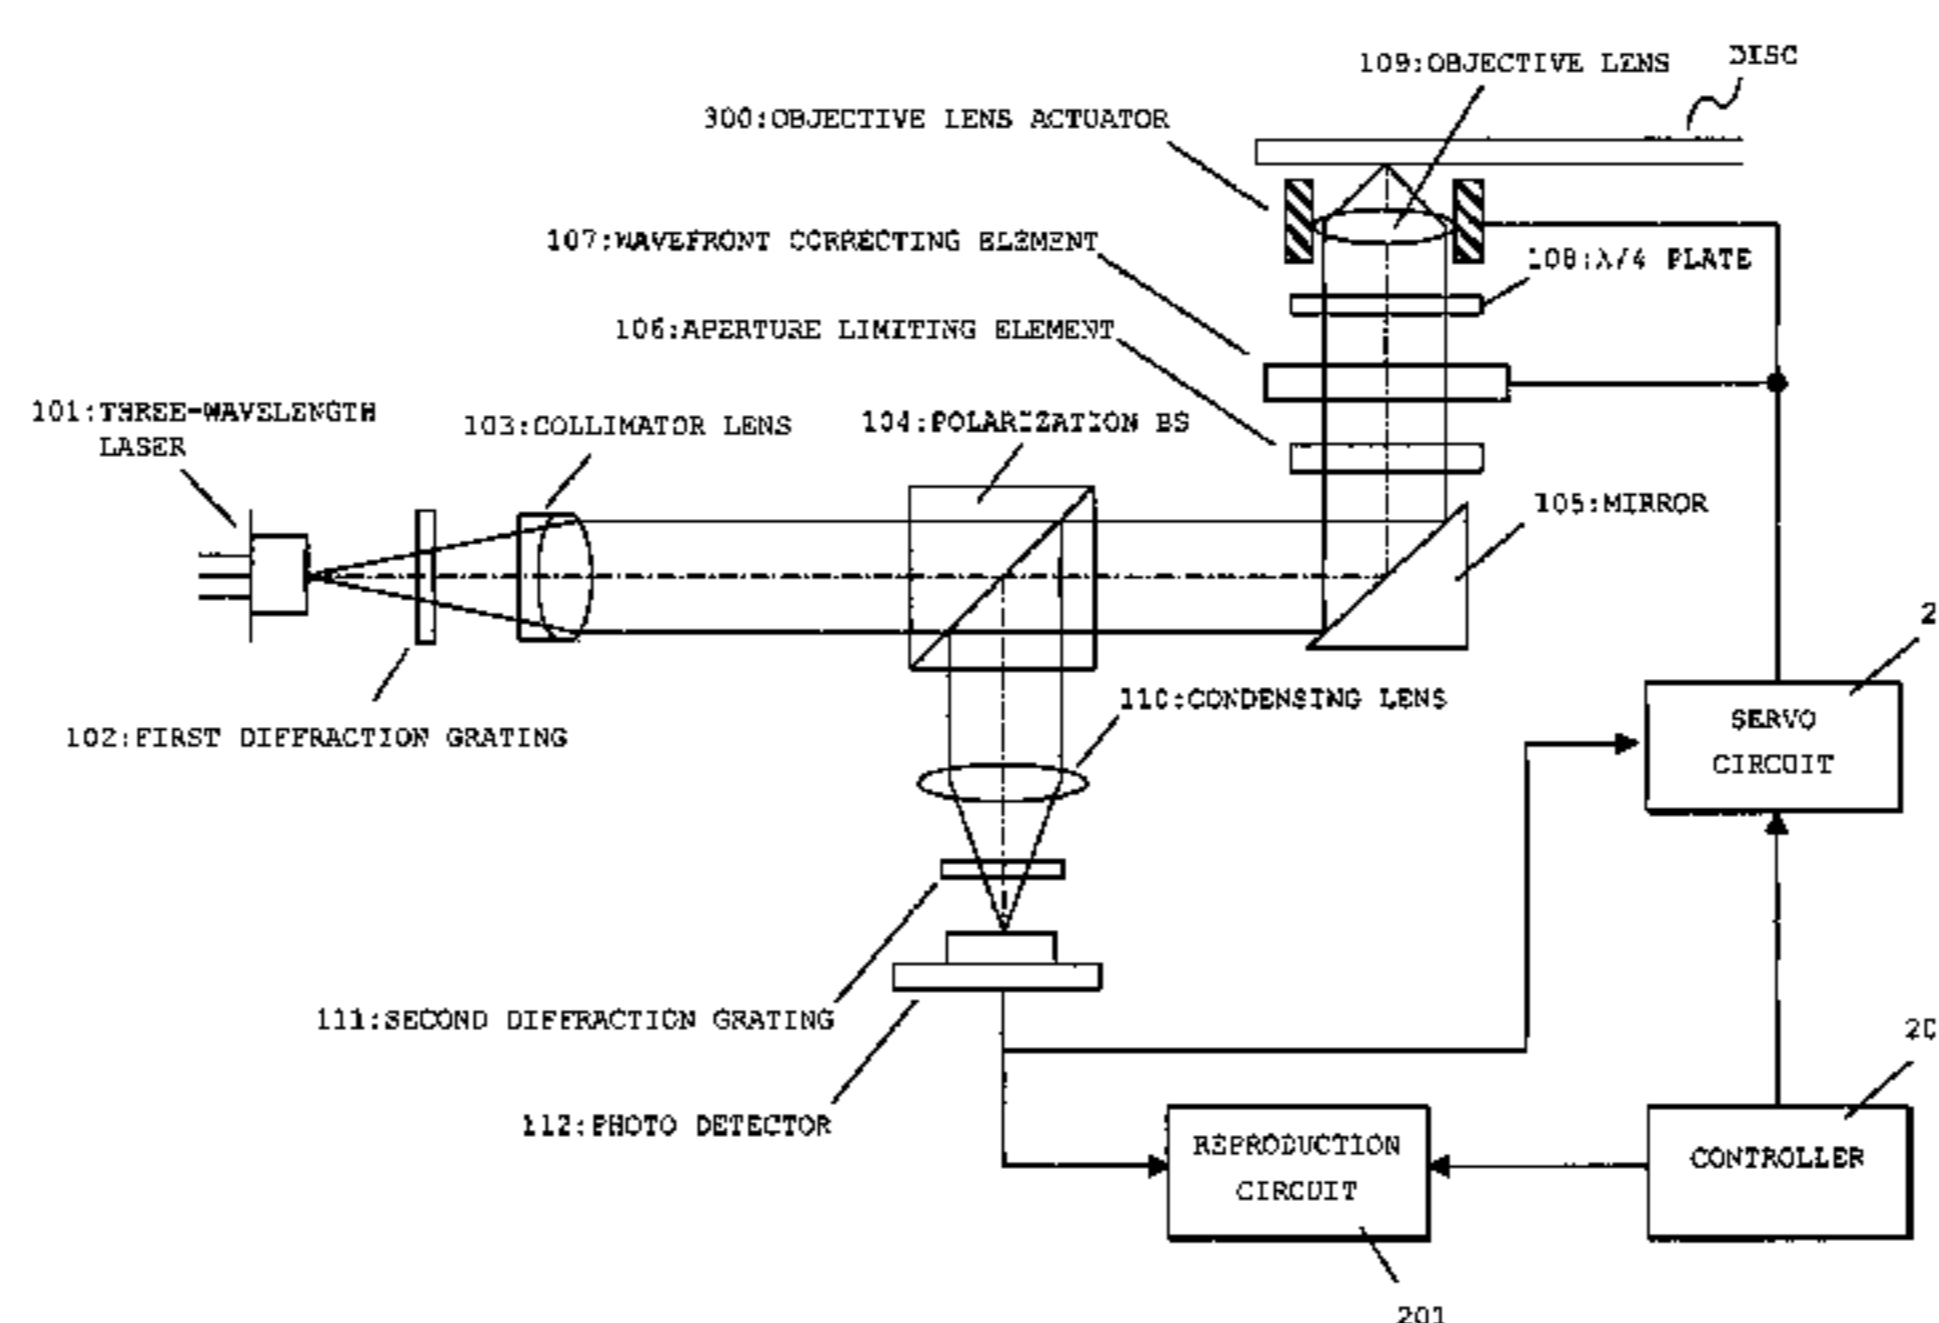 109:OBJECTIVE LENS
DISC
300:OBJECTIVE LENS ACTUATOR
107:WAVEFRONT CORRECTING ELEMENT
108:λ/4 PLATE
106:APERTURE LIMITING ELEMENT
101:THREE-WAVELENGTH
LASER
103:COLLIMATOR LENS
104:POLARIZATION BS
105:MIRROR
2
110:CONDENSING LENS
SERVO
CIRCUIT
102:FIRST DIFFRACTION GRATING
111:SECOND DIFFRACTION GRATING
20
112:PHOTO DETECTOR
REPRODUCTION
CIRCUIT
CONTROLLER
201